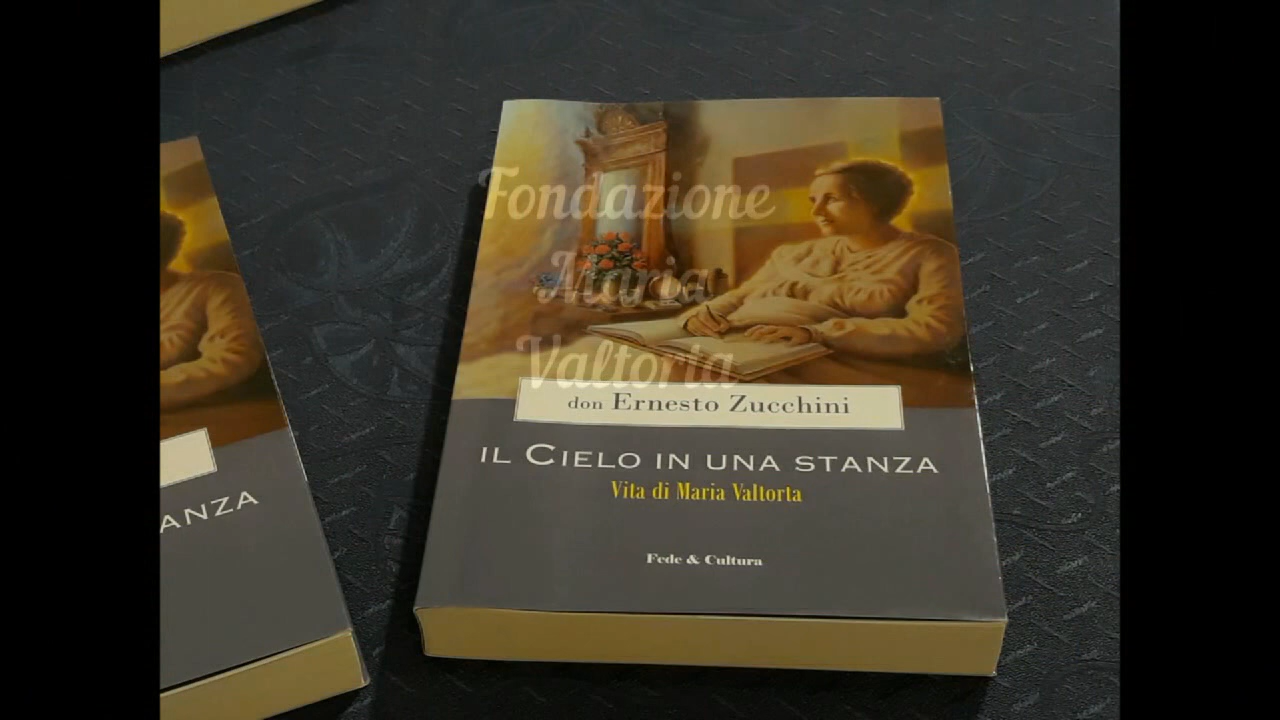 Fondazione
Maria
Valtorta
don Ernesto Zucchini
IL CIELO IN UNA STANZA
Vita di Maria Valtorta
Fede & Cultura
ANZA